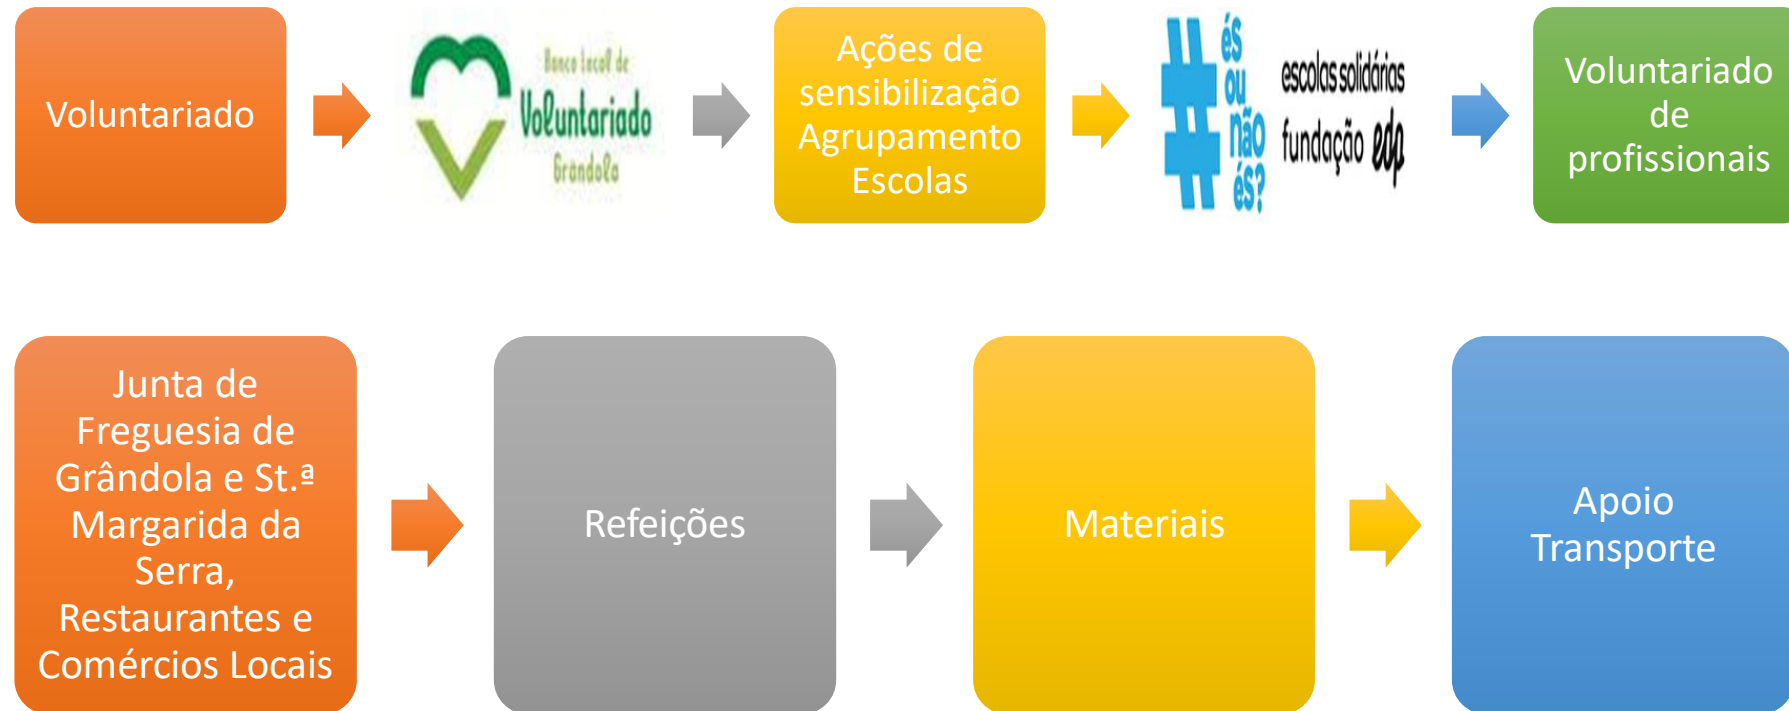 Voluntariado
Banco Local de
Voluntariado
Grândola
Ações de
sensibilização
Agrupamento
Escolas
#
és
ou
não
és?
escolas solidárias
fundação edp
Voluntariado
de
profissionais
Junta de
Freguesia de
Grândola e St.ª
Margarida da
Serra,
Restaurantes e
Comércios Locais
Refeições
Materiais
Apoio
Transporte